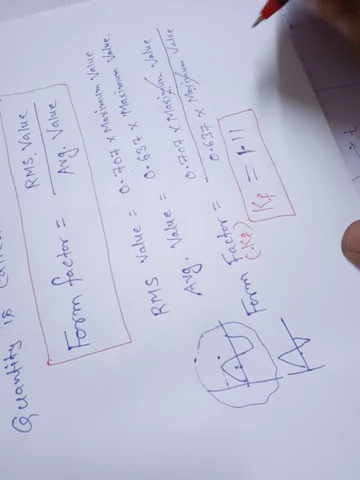 Quantity is called
Form factor = RMS. Value / Avg. Value
RMS Value = 0.707 x Maximum Value
Avg. Value = 0.637 x Maximum Value
Form Factor = 0.707 x Maximum Value / 0.637 x Maximum Value
(Kf)
Kf = 1.11